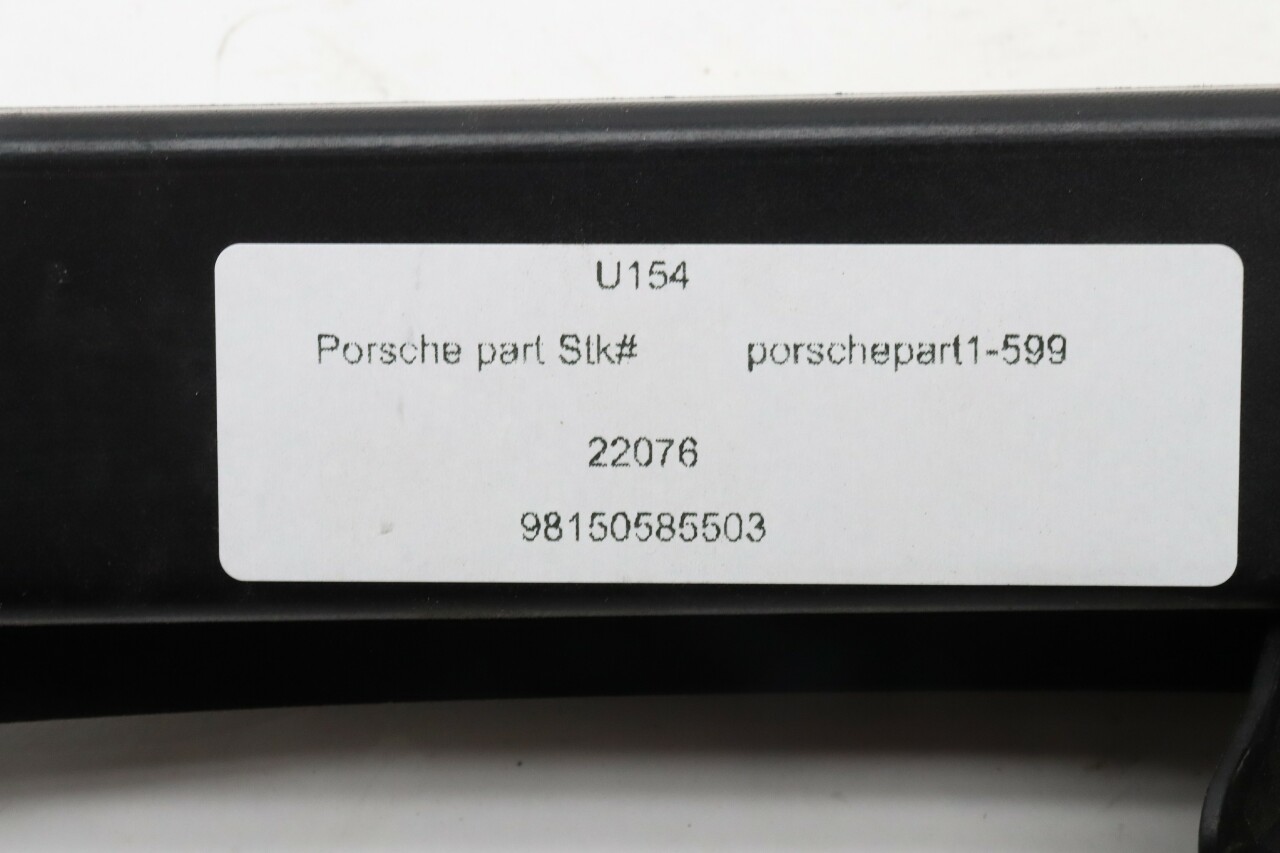 U154
Porsche part Stk# porschepart1-599
22076
98150585503